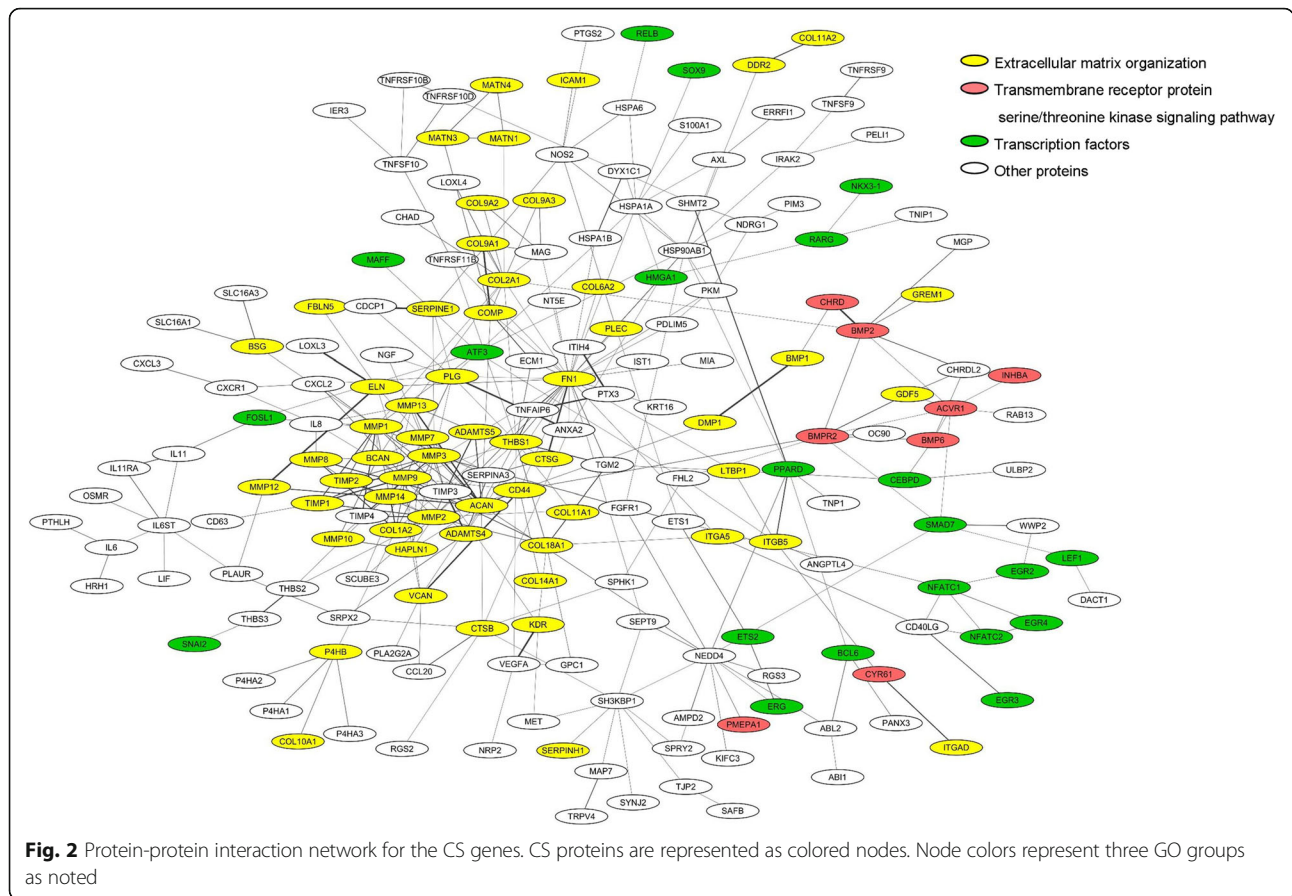 PTGS2
RELB
COL11A2
SOX9
DDR2
TNFRSF9
TNFRSF10B
MATN4
ICAM1
TNFRSF10D
HSPA6
TNFSF9
IER3
ERRFI1
S100A1
PELI1
MATN3
MATN1
NOS2
AXL
IRAK2
TNFSF10
DYX1C1
LOXL4
NKX3-1
COL9A2
COL9A3
HSPA1A
SHMT2
PIM3
CHAD
NDRG1
TNIP1
HSPA1B
RARG
COL9A1
MAG
HSP90AB1
MGP
MAFF
TNFRSF11B
COL2A1
HMGA1
COL6A2
PKM
SLC16A3
CHRD
GREM1
FBLN5
CDCP1
SERPINE1
NT5E
COMP
SLC16A1
PLEC
PDLIM5
BMP2
BSG
LOXL3
ATF3
ITIH4
BMP1
CXCL3
NGF
ECM1
IST1
MIA
CHRDL2
INHBA
CXCR1
CXCL2
ELN
PLG
FN1
PTX3
GDF5
ACVR1
RAB13
FOSL1
IL8
MMP13
TNFAIP6
KRT16
DMP1
MMP1
ANXA2
BMPR2
OC90
BMP6
IL11
MMP7
ADAMTS5
THBS1
MMP8
BCAN
MMP3
CTSG
TGM2
LTBP1
PPARD
CEBPD
ULBP2
IL11RA
TIMP2
MMP9
SERPINA3
FHL2
MMP12
TIMP3
CD44
OSMR
TIMP1
MMP14
ACAN
FGFR1
TNP1
CD63
TIMP4
MMP2
COL11A1
ETS1
SMAD7
WWP2
PTHLH
IL6ST
COL1A2
ADAMTS4
ITGA5
ITGB5
MMP10
HAPLN1
COL18A1
LEF1
IL6
ANGPTL4
EGR2
PLAUR
SCUBE3
COL14A1
SPHK1
NFATC1
HRH1
LIF
THBS2
VCAN
DACT1
THBS3
SRPX2
CTSB
KDR
SEPT9
ETS2
CD40LG
NFATC2
EGR4
SNAI2
P4HB
PLA2G2A
NEDD4
BCL6
CCL20
VEGFA
GPC1
CYR61
P4HA2
RGS3
SH3KBP1
ERG
EGR3
P4HA1
MET
AMPD2
PMEPA1
PANX3
P4HA3
ABL2
COL10A1
RGS2
NRP2
SERPINH1
SPRY2
KIFC3
ITGAD
MAP7
ABI1
TJP2
SYNJ2
SAFB
TRPV4
Extracellular matrix organization
Transmembrane receptor protein
serine/threonine kinase signaling pathway
Transcription factors
Other proteins
Fig. 2 Protein-protein interaction network for the CS genes. CS proteins are represented as colored nodes. Node colors represent three GO groups
as noted